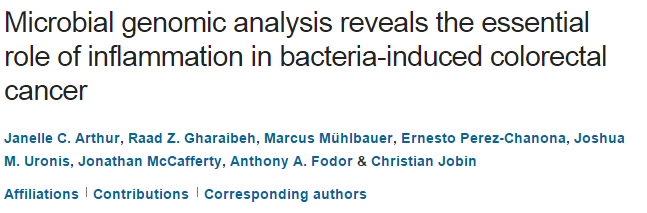 Microbial genomic analysis reveals the essential
role of inflammation in bacteria-induced colorectal
cancer
Janelle C. Arthur, Raad Z. Gharaibeh, Marcus Mühlbauer, Ernesto Perez-Chanona, Joshua
M. Uronis, Jonathan McCafferty, Anthony A. Fodor & Christian Jobin
Affiliations | Contributions | Corresponding authors